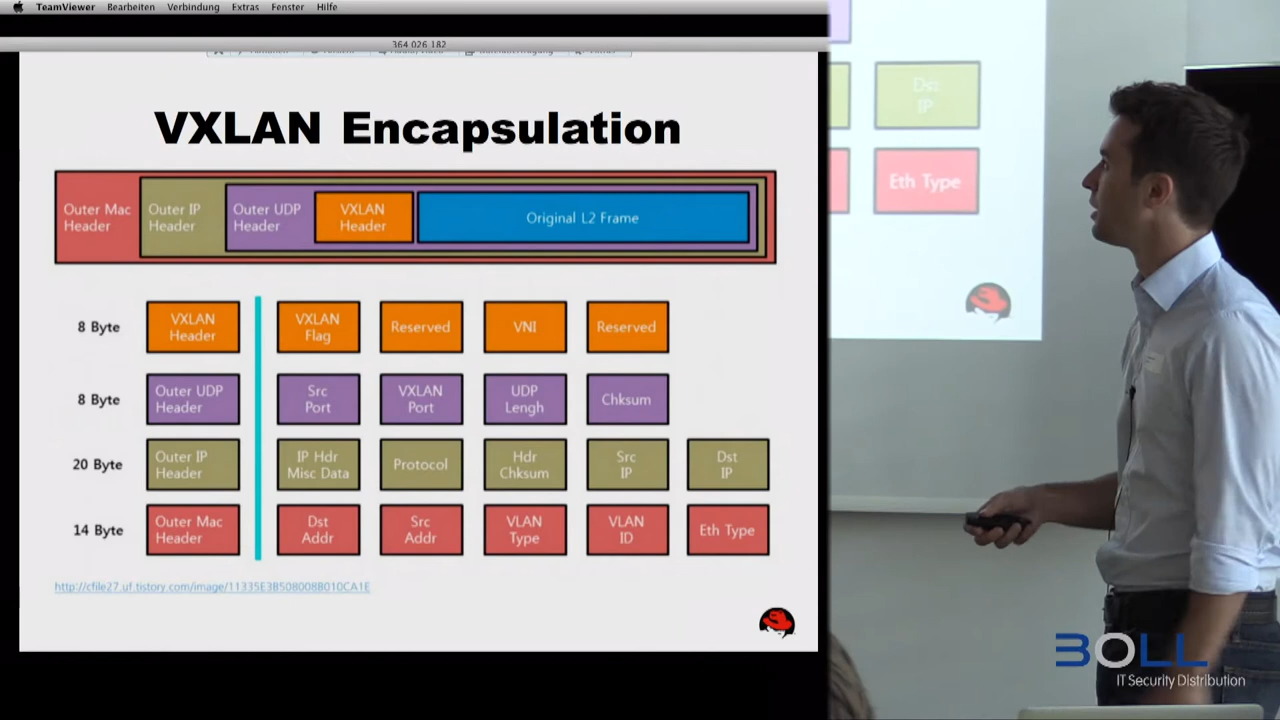 TeamViewer Bearbeiten Verbindung Extras Fenster Hilfe
364 026 182
VXLAN Encapsulation
Outer Mac
Header
Outer IP
Header
Outer UDP
Header
VXLAN
Header
Original L2 Frame
8 Byte
VXLAN
Header
VXLAN
Flag
Reserved
VNI
Reserved
8 Byte
Outer UDP
Header
Src
Port
VXLAN
Port
UDP
Lengh
Chksum
20 Byte
Outer IP
Header
IP Hdr
Misc Data
Protocol
Hdr
Chksum
Src
IP
Dst
IP
14 Byte
Outer Mac
Header
Dst
Addr
Src
Addr
VLAN
Type
VLAN
ID
Eth Type
http://cfile27.uf.tistory.com/image/11335E3B5080088010CA1E
Dst
IP
Eth Type
BOLL
IT Security Distribution